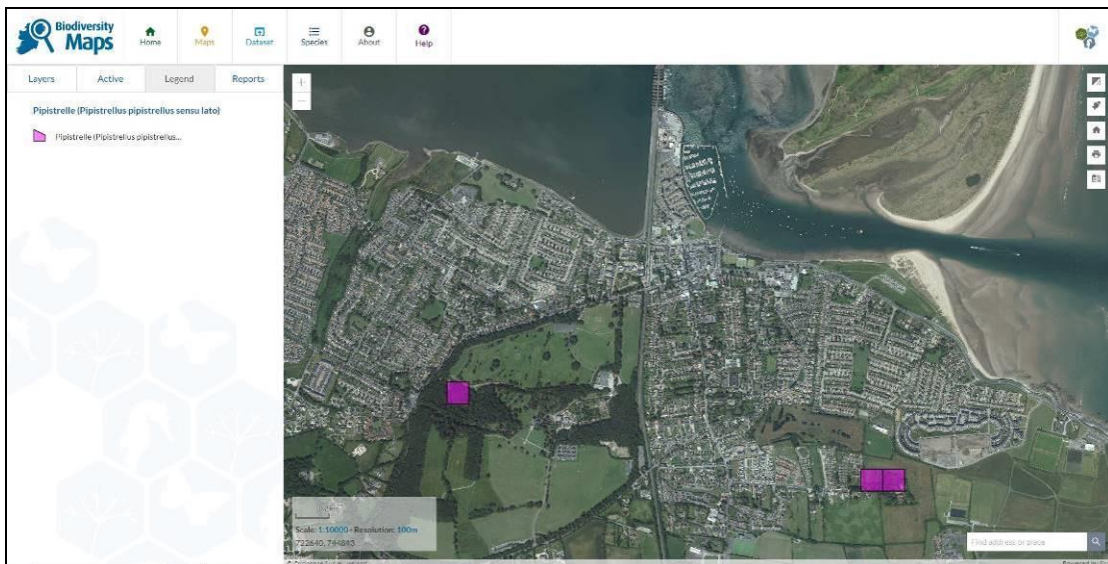 Biodiversity
Maps
Home
Maps
Dataset
Species
About
Help
Layers
Active
Legend
Reports
Pipistrelle (Pipistrellus pipistrellus sensu lato)
Pipistrelle (Pipistrellus pipistrellus...
Scale: 1:10000 - Resolution: 100m
722640,
Find address or place